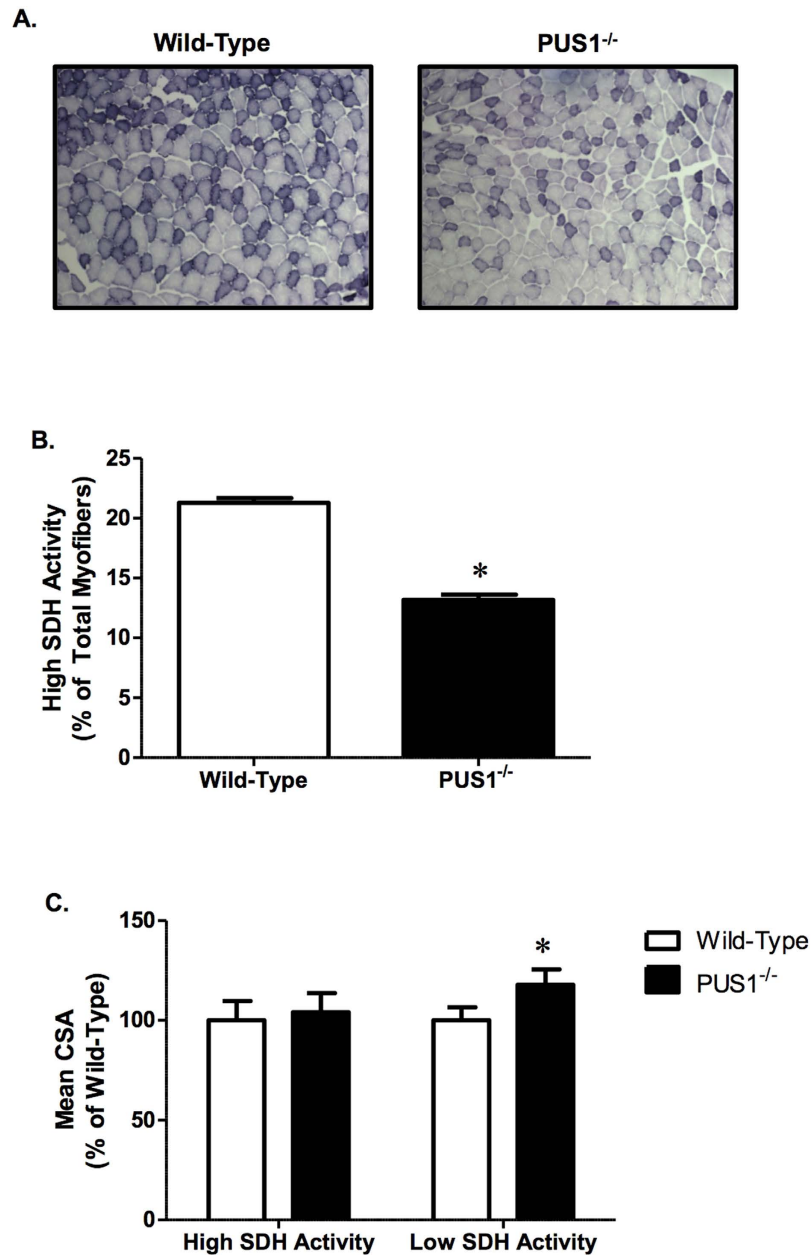 A.
Wild-Type
PUS1-/-
B.
High SDH Activity
(% of Total Myofibers)
25
20
15
10
5
0
*
Wild-Type
PUS1-/-
C.
Mean CSA
(% of Wild-Type)
150
100
50
0
*
High SDH Activity
Low SDH Activity
Wild-Type
PUS1-/-